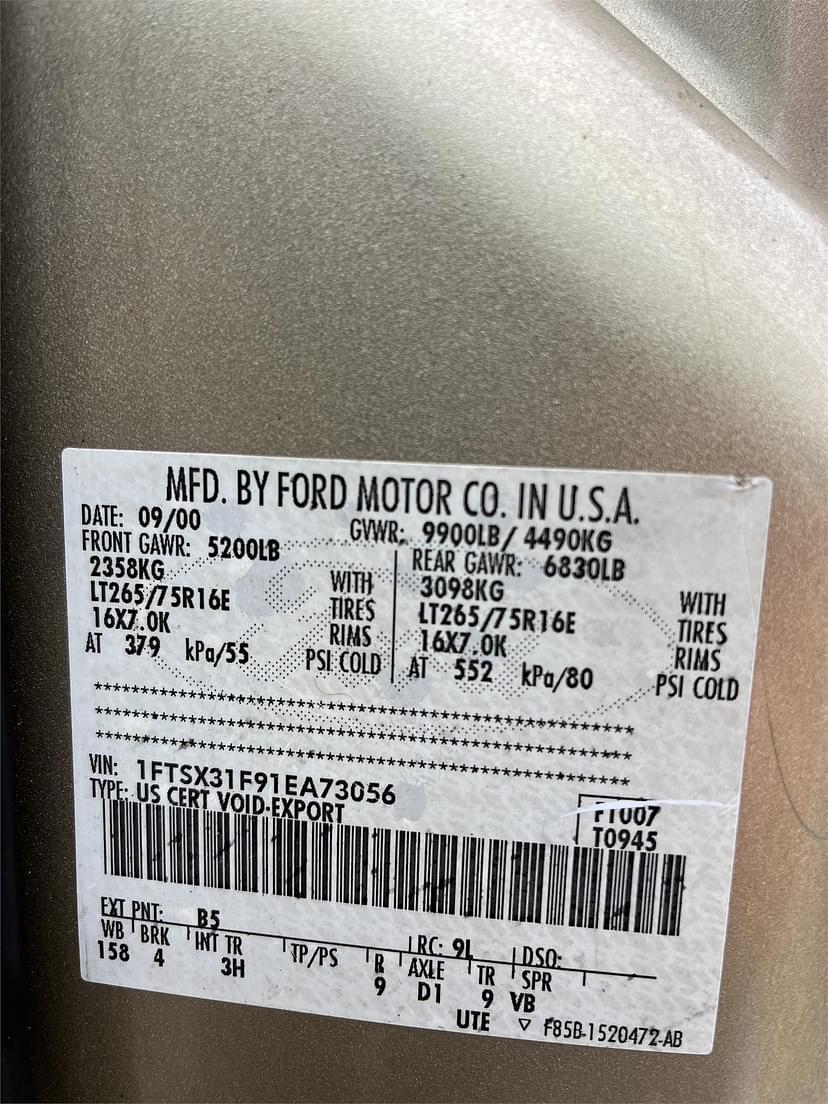 MFD. BY FORD MOTOR CO. IN U.S.A.
DATE: 09/00 GVWR: 9900LB / 4490KG
FRONT GAWR: 5200LB REAR GAWR: 6830LB
2358KG WITH 3098KG WITH
LT265/75R16E TIRES LT265/75R16E TIRES
16X7.0K RIMS 16X7.0K RIMS
AT 379 kPa/55 PSI COLD AT 552 kPa/80 PSI COLD
************************************************************
************************************************************
************************************************************
VIN: 1FTSX31F91EA73056
TYPE: US CERT VOID-EXPORT F1007
T0945
EXT PNT: B5 RC: 9L DSO:
WB BRK INT TR TP/PS R AXLE TR SPR
158 4 3H 9 D1 9 VB
UTE ▽ F85B-1520472-AB